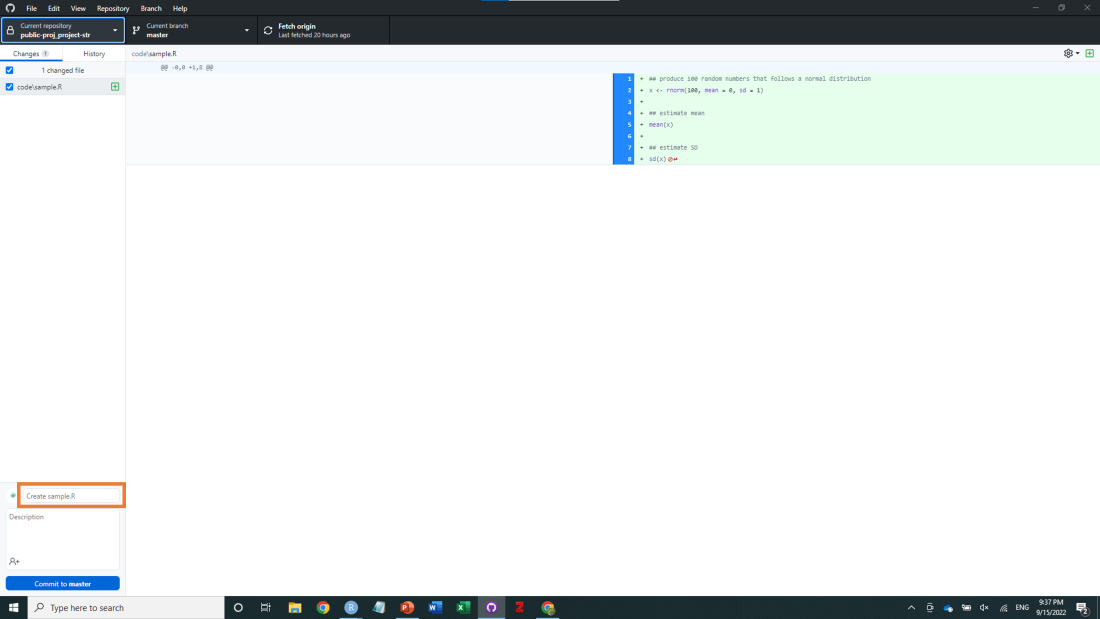 File Edit View Repository Branch Help
Current repository
public-proj_project-str
Current branch
master
Fetch origin
Last fetched 20 hours ago
Changes 1 History
code\sample.R
1 changed file
code\sample.R
@@ -0,0 +1,8 @@
1 + ## produce 100 random numbers that follows a normal distribution
2 + x <- rnorm(100, mean = 0, sd = 1)
3 +
4 + ## estimate mean
5 + mean(x)
6 +
7 + ## estimate SD
8 + sd(x)
Create sample.R
Description
Commit to master
Type here to search
ENG
9:37 PM
9/15/2022
2